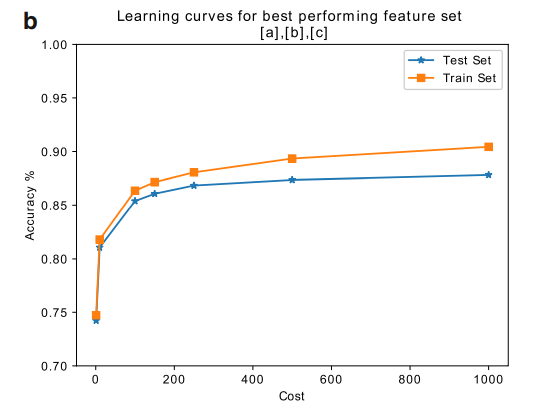 b
Learning curves for best performing feature set
[a],[b],[c]
1.00
0.95
0.90
0.85
0.80
0.75
0.70
Accuracy %
Test Set
Train Set
0
200
400
600
800
1000
Cost